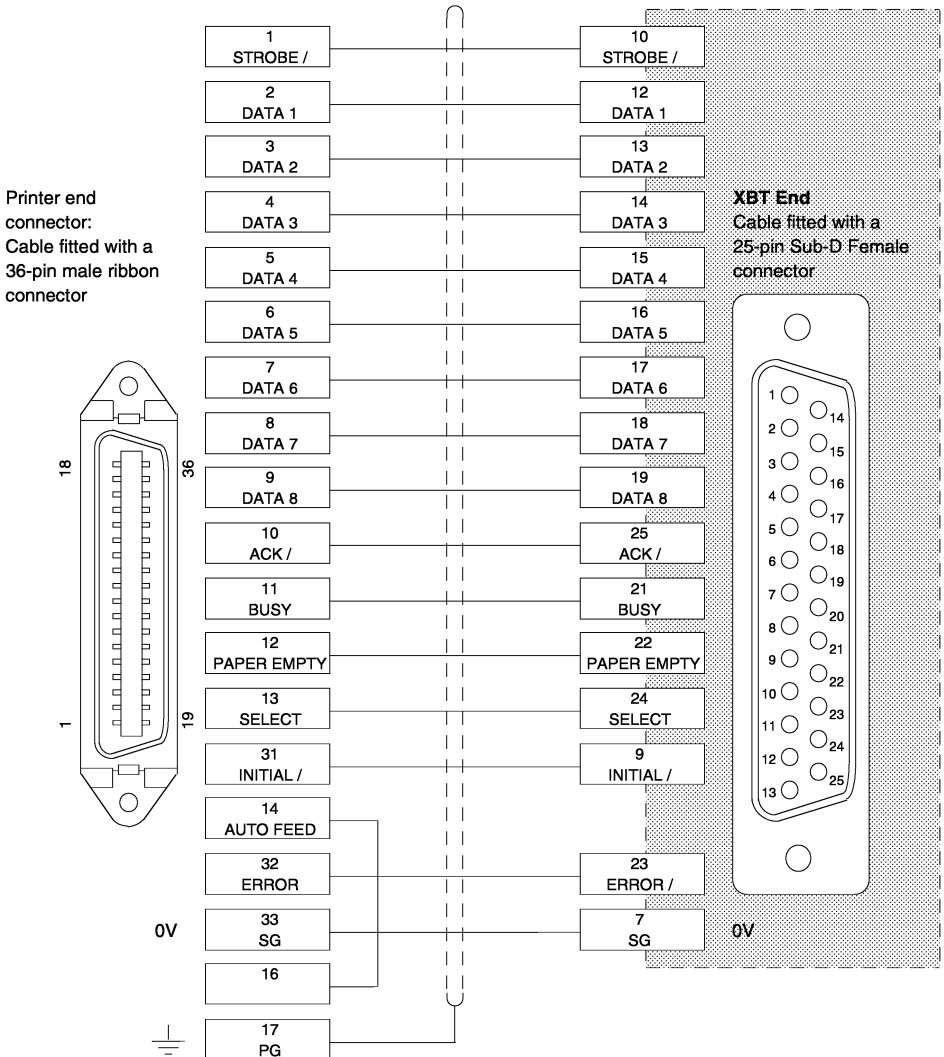 1
STROBE /
10
STROBE /
2
DATA 1
12
DATA 1
3
DATA 2
13
DATA 2
Printer end
connector:
Cable fitted with a
36-pin male ribbon
connector
4
DATA 3
14
DATA 3
XBT End
Cable fitted with a
25-pin Sub-D Female
connector
5
DATA 4
15
DATA 4
6
DATA 5
16
DATA 5
7
DATA 6
17
DATA 6
8
DATA 7
18
DATA 7
9
DATA 8
19
DATA 8
10
ACK /
25
ACK /
11
BUSY
21
BUSY
12
PAPER EMPTY
22
PAPER EMPTY
13
SELECT
24
SELECT
31
INITIAL /
9
INITIAL /
14
AUTO FEED
32
ERROR
23
ERROR /
0V
33
SG
7
SG
0V
16
17
PG
18
36
1
19
1
14
2
15
3
16
4
17
5
18
6
19
7
20
8
21
9
22
10
23
11
24
12
25
13